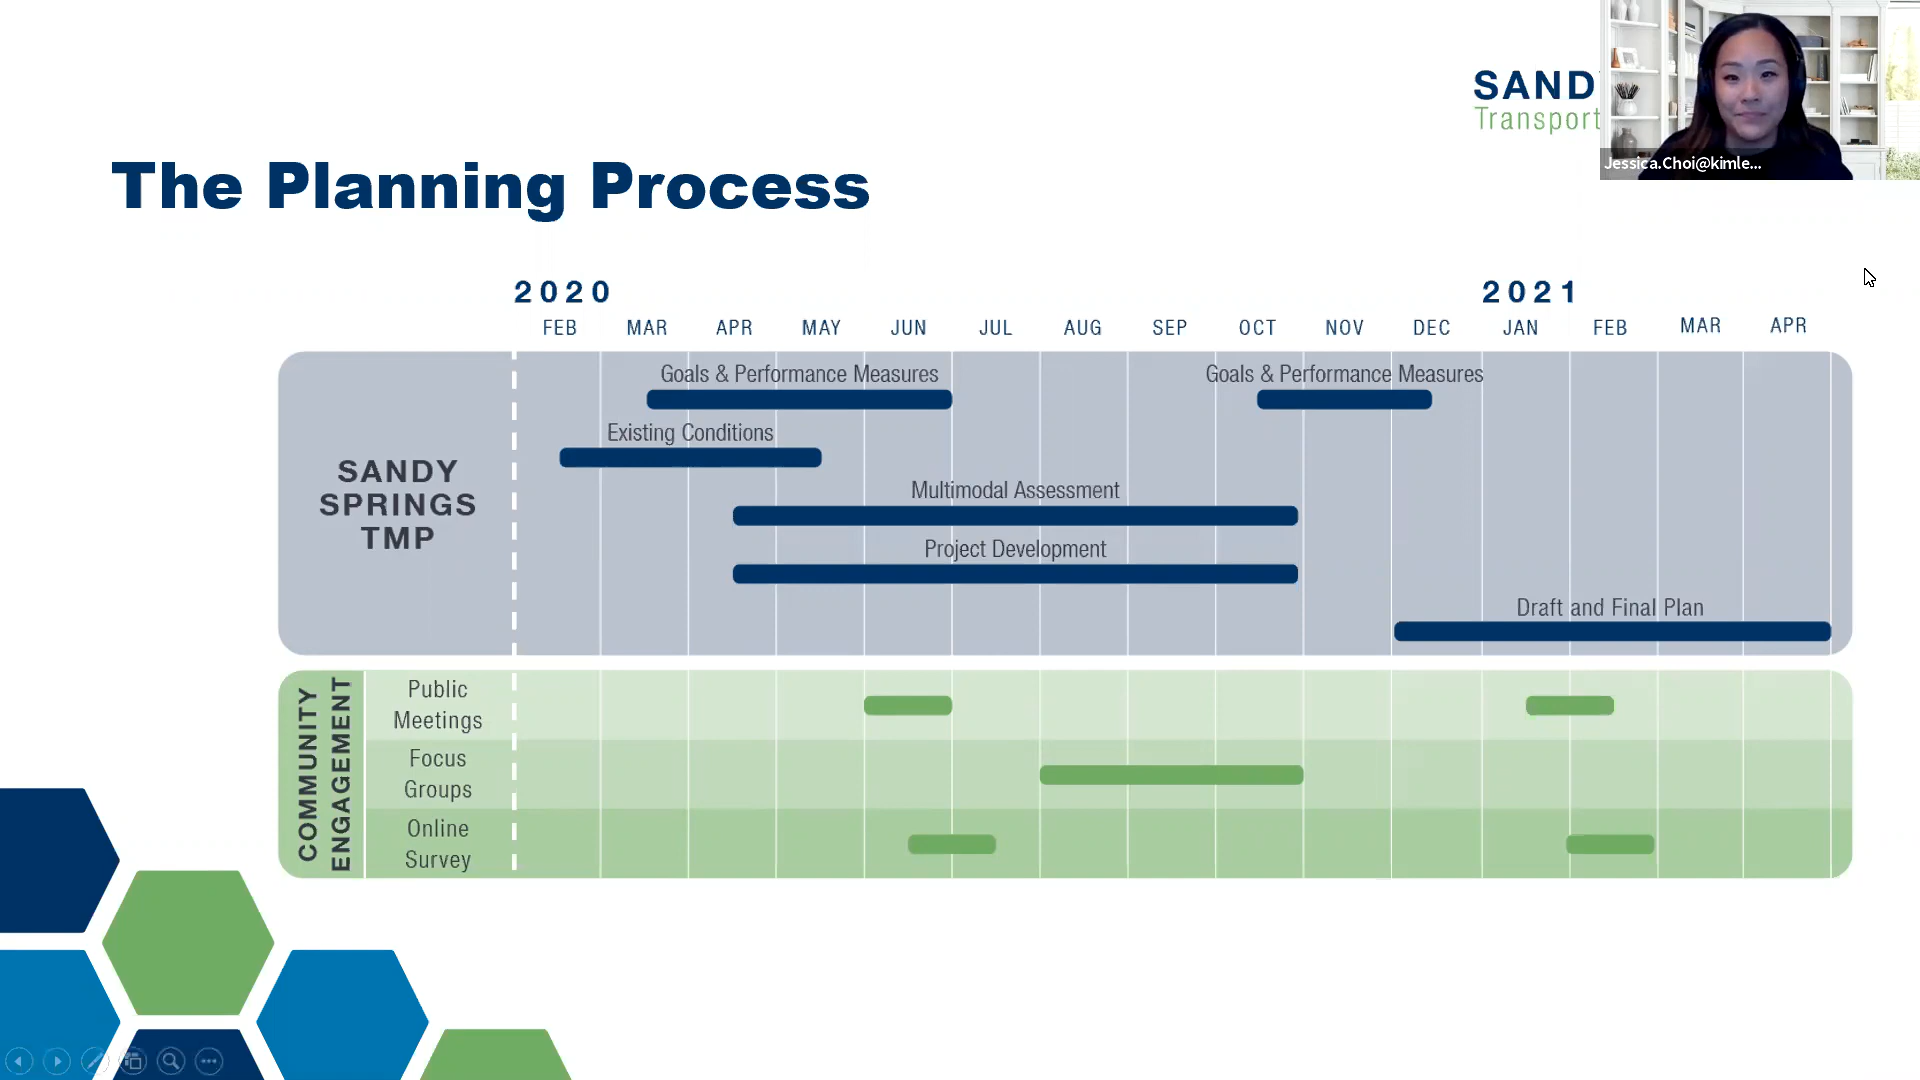 SANDY
Transport
Jessica.Choi@kimle...
The Planning Process
2020
2021
FEB MAR APR MAY JUN JUL AUG SEP OCT NOV DEC JAN FEB MAR APR
Goals & Performance Measures
Goals & Performance Measures
Existing Conditions
Multimodal Assessment
Project Development
Draft and Final Plan
SANDY
SPRINGS
TMP
COMMUNITY
ENGAGEMENT
Public
Meetings
Focus
Groups
Online
Survey